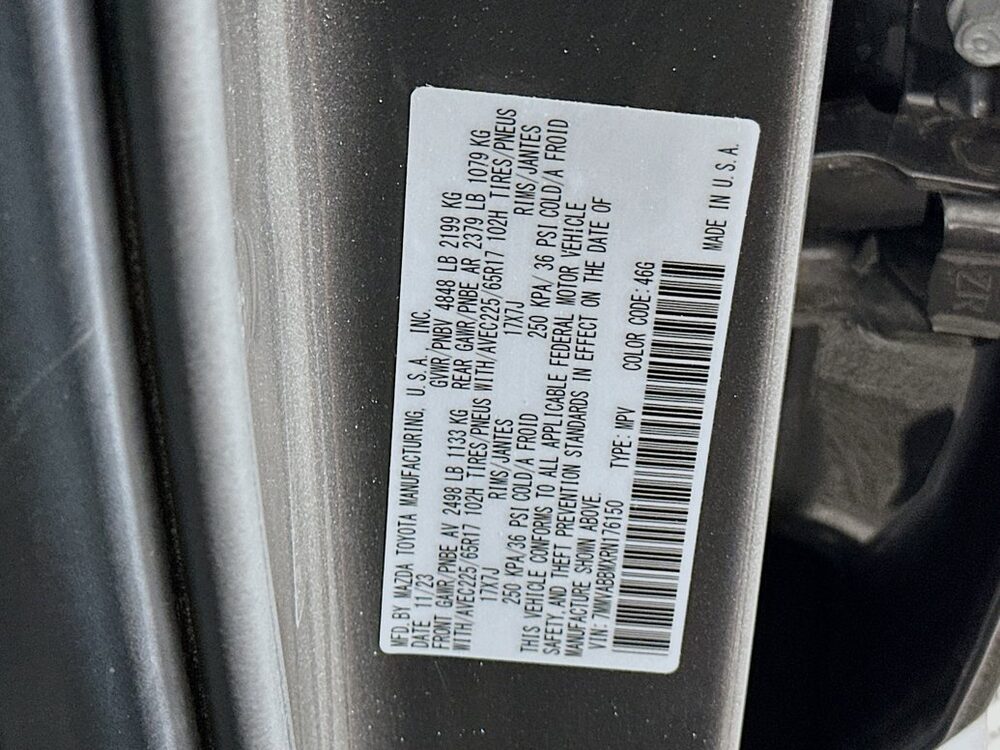 MFD. BY MAZDA TOYOTA MANUFACTURING, U.S.A. INC.
DATE 11/23 GVWR/PNBV 4848 LB 2199 KG
FRONT GAWR/PNBE AV 2498 LB 1133 KG REAR GAWR/PNBE AR 2379 LB 1079 KG
WITH/AVEC225/65R17 102H TIRES/PNEUS WITH/AVEC225/65R17 102H TIRES/PNEUS
17X7J RIMS/JANTES 17X7J RIMS/JANTES
250 KPA/36 PSI COLD/A FROID 250 KPA/ 36 PSI COLD/A FROID
THIS VEHICLE CONFORMS TO ALL APPLICABLE FEDERAL MOTOR VEHICLE
SAFETY, AND THEFT PREVENTION STANDARDS IN EFFECT ON THE DATE OF
MANUFACTURE SHOWN ABOVE.
VIN: 7MMVABBMXRN176150 TYPE: MPV COLOR CODE: 46G
MADE IN U.S.A.